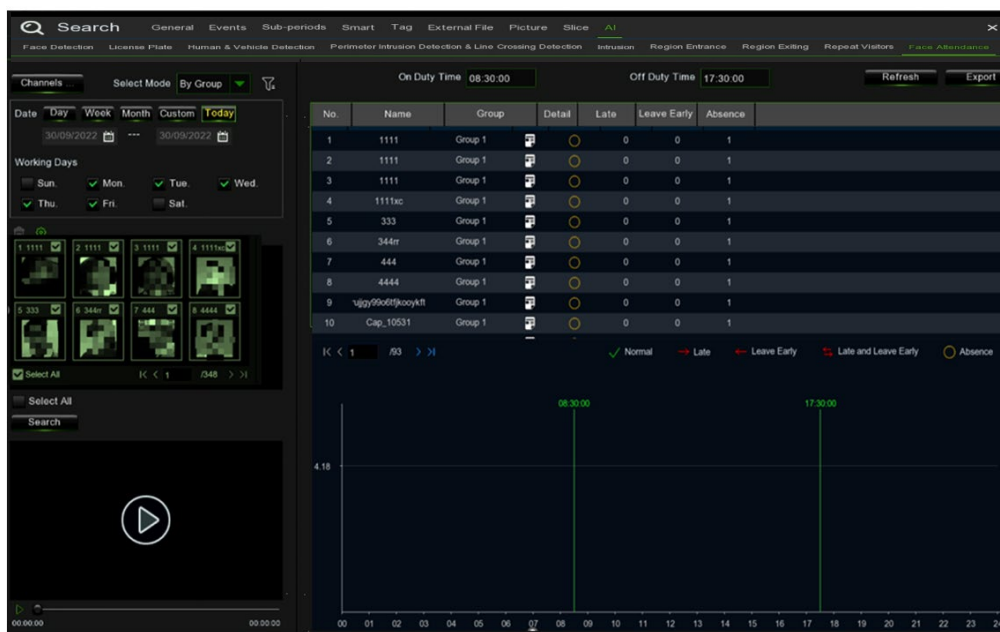 Search General Events Sub-periods Smart Tag External File Picture Slice AI
Face Detection License Plate Human & Vehicle Detection Perimeter Intrusion Detection & Line Crossing Detection Intrusion Region Entrance Region Exiting Repeat Visitors Face Attendance
Channels ... Select Mode By Group
On Duty Time 08:30:00 Off Duty Time 17:30:00 Refresh Export
Date Day Week Month Custom Today
30/09/2022 --- 30/09/2022
Working Days
Sun. Mon. Tue. Wed.
Thu. Fri. Sat.
1 1111 2 1111 3 1111 4 1111xc
5 333 6 344rr 7 444 8 4444
Select All 1 /348
Select All
Search
00:00:00 00:00:00
No. Name Group Detail Late Leave Early Absence
1 1111 Group 1 0 0 1
2 1111 Group 1 0 0 1
3 1111 Group 1 0 0 1
4 1111xc Group 1 0 0 1
5 333 Group 1 0 0 1
6 344rr Group 1 0 0 1
7 444 Group 1 0 0 1
8 4444 Group 1 0 0 1
9 Group 1 0 0 1
10 Cap_10531 Group 1 0 0 1
1 /93 Normal Late Leave Early Late and Leave Early Absence
08:30:00 17:30:00
4.18
00 01 02 03 04 05 06 07 08 09 10 11 12 13 14 15 16 17 18 19 20 21 22 23